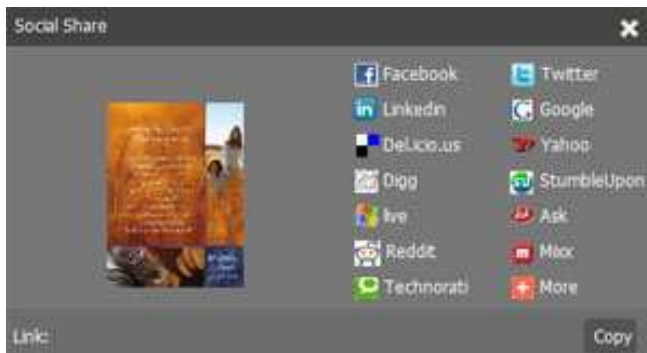 Social Share
Facebook
Twitter
Linkedin
Google
Del.icio.us
Yahoo
Digg
StumbleUpon
live
Ask
Reddit
Mixx
Technorati
More
Link:
Copy